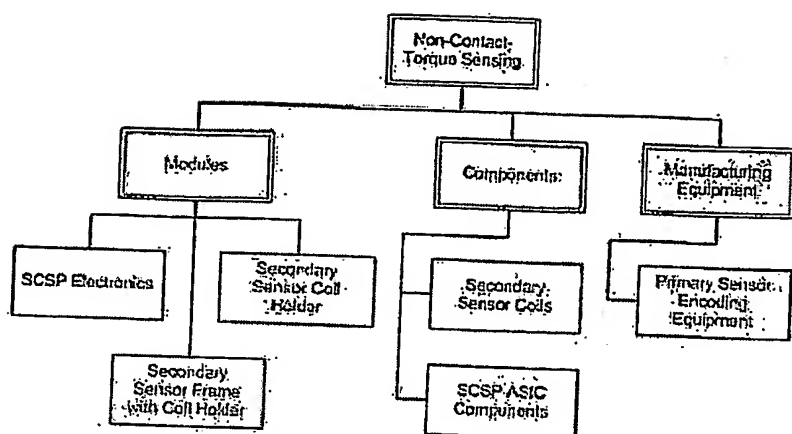 Non-Contact
Torque Sensing
Modules
Components
Manufacturing
Equipment
SCSP Electronics
Secondary
Sensor Coil
Holder
Secondary
Sensor Frame
with Coil Holder
Secondary
Sensor Coils
SCSP ASIC
Components
Primary Sensor
Encoding
Equipment